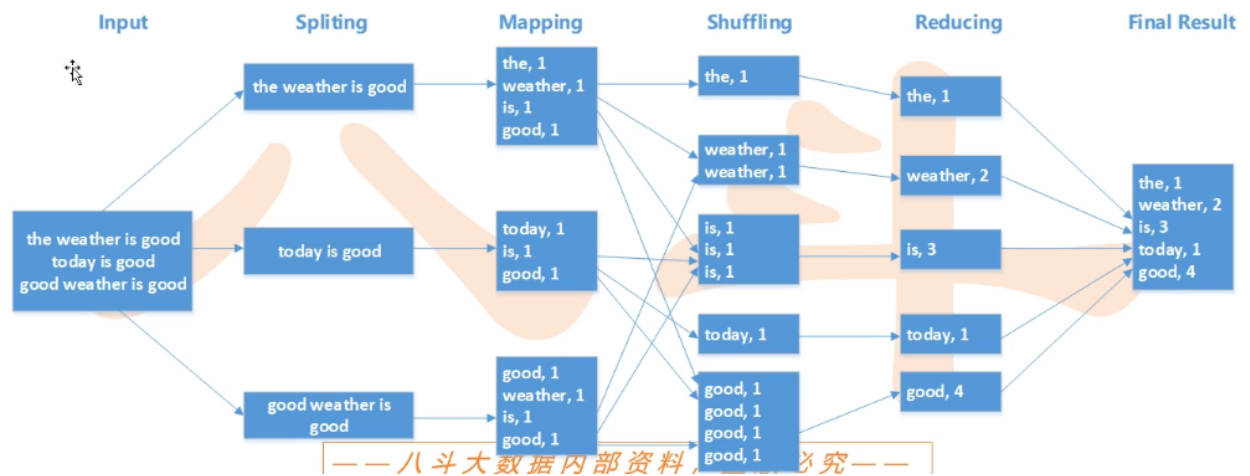 Input
Spliting
Mapping
Shuffling
Reducing
Final Result
the weather is good
today is good
good weather is good
the weather is good
today is good
good weather is
good
the, 1
weather, 1
is, 1
good, 1
today, 1
is, 1
good, 1
good, 1
weather, 1
is, 1
good, 1
the, 1
weather, 1
weather, 1
is, 1
is, 1
is, 1
today, 1
good, 1
good, 1
good, 1
good, 1
the, 1
weather, 2
is, 3
today, 1
good, 4
the, 1
weather, 2
is, 3
today, 1
good, 4
——八斗大数据内部资料，必究——